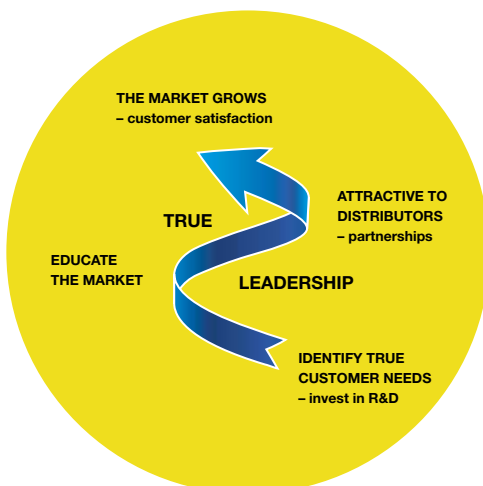 THE MARKET GROWS
– customer satisfaction
ATTRACTIVE TO
DISTRIBUTORS
– partnerships
TRUE
EDUCATE
THE MARKET
LEADERSHIP
IDENTIFY TRUE
CUSTOMER NEEDS
– invest in R&D